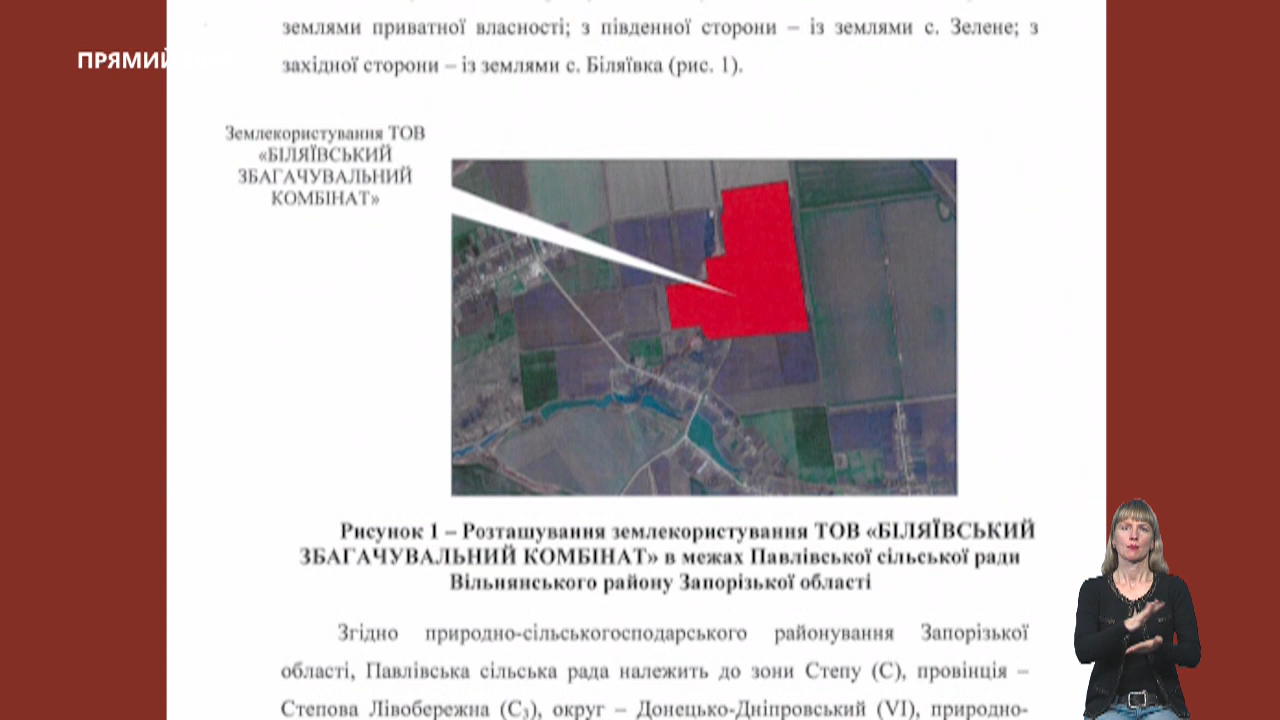 землями приватної власності; з південної сторони – із землями с. Зелене; з
західної сторони – із землями с. Біляївка (рис. 1).
ПРЯМИЙ
Землекористування ТОВ
«БІЛЯЇВСЬКИЙ
ЗБАГАЧУВАЛЬНИЙ
КОМБІНАТ»
Рисунок 1 – Розташування землекористування ТОВ «БІЛЯЇВСЬКИЙ
ЗБАГАЧУВАЛЬНИЙ КОМБІНАТ» в межах Павлівської сільської ради
Вільнянського району Запорізької області
Згідно природно-сільськогосподарського районування Запорізької
області, Павлівська сільська рада належить до зони Степу (С), провінція –
Степова Лівобережна (С₃), округ – Донецько-Дніпровський (VI), природно-